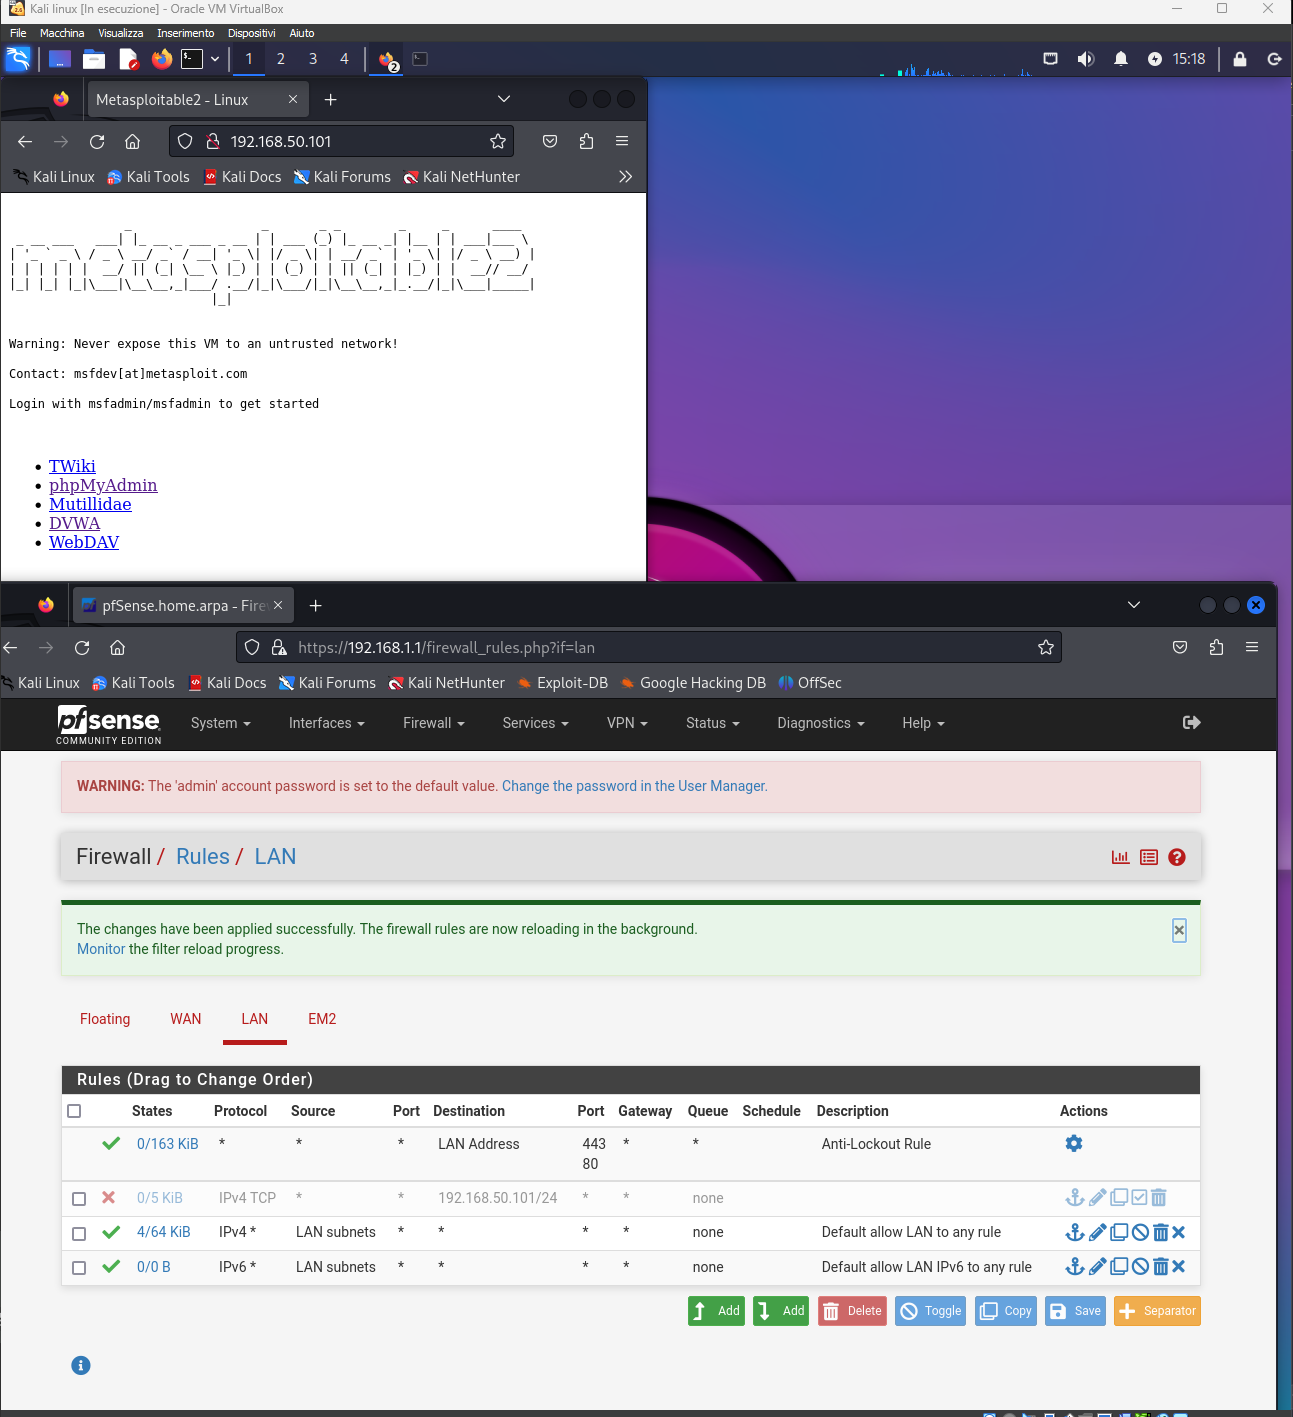 Kali linux [In esecuzione] - Oracle VM VirtualBox
File Macchina Visualizza Inserimento Dispositivi Aiuto
1 2 3 4 2 15:18
Metasploitable2 - Linux
192.168.50.101
Kali Linux Kali Tools Kali Docs Kali Forums Kali NetHunter
metasploitable2
Warning: Never expose this VM to an untrusted network!
Contact: msfdev[at]metasploit.com
Login with msfadmin/msfadmin to get started
TWiki
phpMyAdmin
Mutillidae
DVWA
WebDAV
pfSense.home.arpa - Fire
https://192.168.1.1/firewall_rules.php?if=lan
Kali Linux Kali Tools Kali Docs Kali Forums Kali NetHunter Exploit-DB Google Hacking DB OffSec
pfsense
COMMUNITY EDITION
System Interfaces Firewall Services VPN Status Diagnostics Help
WARNING: The 'admin' account password is set to the default value. Change the password in the User Manager.
Firewall / Rules / LAN
The changes have been applied successfully. The firewall rules are now reloading in the background.
Monitor the filter reload progress.
Floating WAN LAN EM2
Rules (Drag to Change Order)
States Protocol Source Port Destination Port Gateway Queue Schedule Description Actions
0/163 KiB * * * LAN Address 443 * * Anti-Lockout Rule
80
0/5 KiB IPv4 TCP * * 192.168.50.101/24 * * none
4/64 KiB IPv4 * LAN subnets * * * * none Default allow LAN to any rule
0/0 B IPv6 * LAN subnets * * * * none Default allow LAN IPv6 to any rule
Add Add Delete Toggle Copy Save Separator